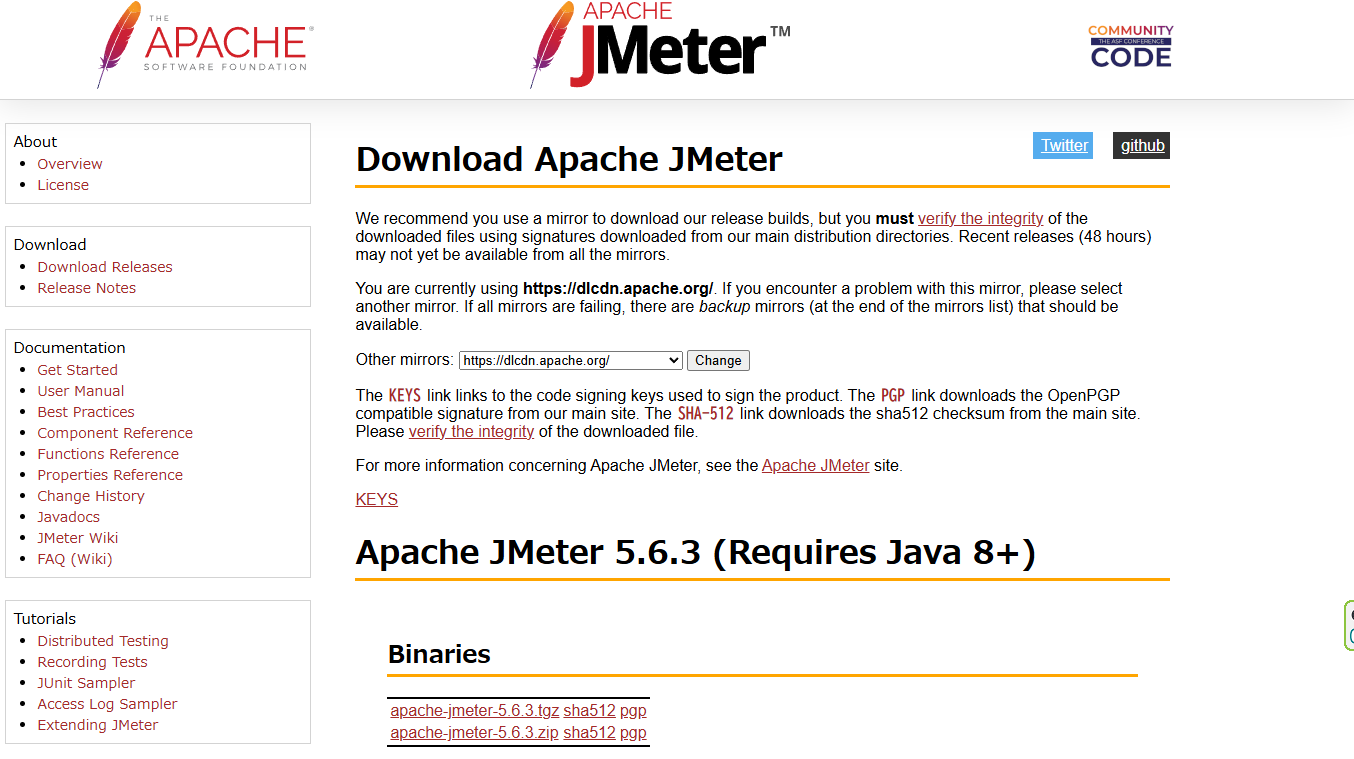 THE
APACHE®
SOFTWARE FOUNDATION
APACHE
JMeter™
COMMUNITY
THE ASF CONFERENCE
CODE
About
Overview
License
Download
Download Releases
Release Notes
Documentation
Get Started
User Manual
Best Practices
Component Reference
Functions Reference
Properties Reference
Change History
Javadocs
JMeter Wiki
FAQ (Wiki)
Tutorials
Distributed Testing
Recording Tests
JUnit Sampler
Access Log Sampler
Extending JMeter
Twitter github
Download Apache JMeter
We recommend you use a mirror to download our release builds, but you must verify the integrity of the
downloaded files using signatures downloaded from our main distribution directories. Recent releases (48 hours)
may not yet be available from all the mirrors.
You are currently using https://dlcdn.apache.org/. If you encounter a problem with this mirror, please select
another mirror. If all mirrors are failing, there are backup mirrors (at the end of the mirrors list) that should be
available.
Other mirrors: https://dlcdn.apache.org/ Change
The KEYS link links to the code signing keys used to sign the product. The PGP link downloads the OpenPGP
compatible signature from our main site. The SHA-512 link downloads the sha512 checksum from the main site.
Please verify the integrity of the downloaded file.
For more information concerning Apache JMeter, see the Apache JMeter site.
KEYS
Apache JMeter 5.6.3 (Requires Java 8+)
Binaries
apache-jmeter-5.6.3.tgz sha512 pgp
apache-jmeter-5.6.3.zip sha512 pgp